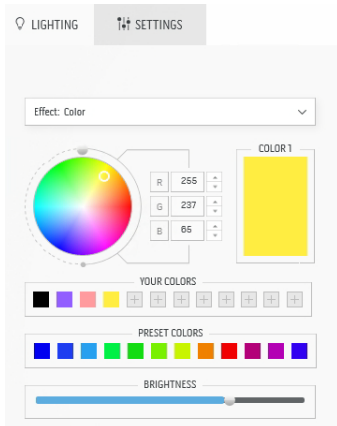 LIGHTING
SETTINGS
Effect: Color
COLOR 1
R 255
G 237
B 65
YOUR COLORS
PRESET COLORS
BRIGHTNESS